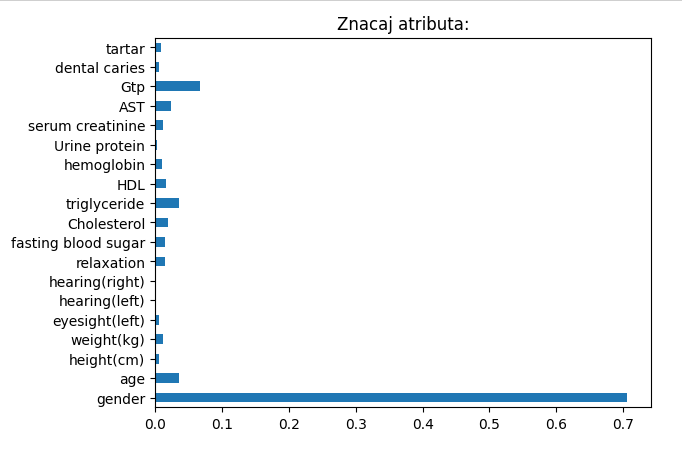 Znacaj atributa:
tartar
dental caries
Gtp
AST
serum creatinine
Urine protein
hemoglobin
HDL
triglyceride
Cholesterol
fasting blood sugar
relaxation
hearing(right)
hearing(left)
eyesight(left)
weight(kg)
height(cm)
age
gender
0.0 0.1 0.2 0.3 0.4 0.5 0.6 0.7